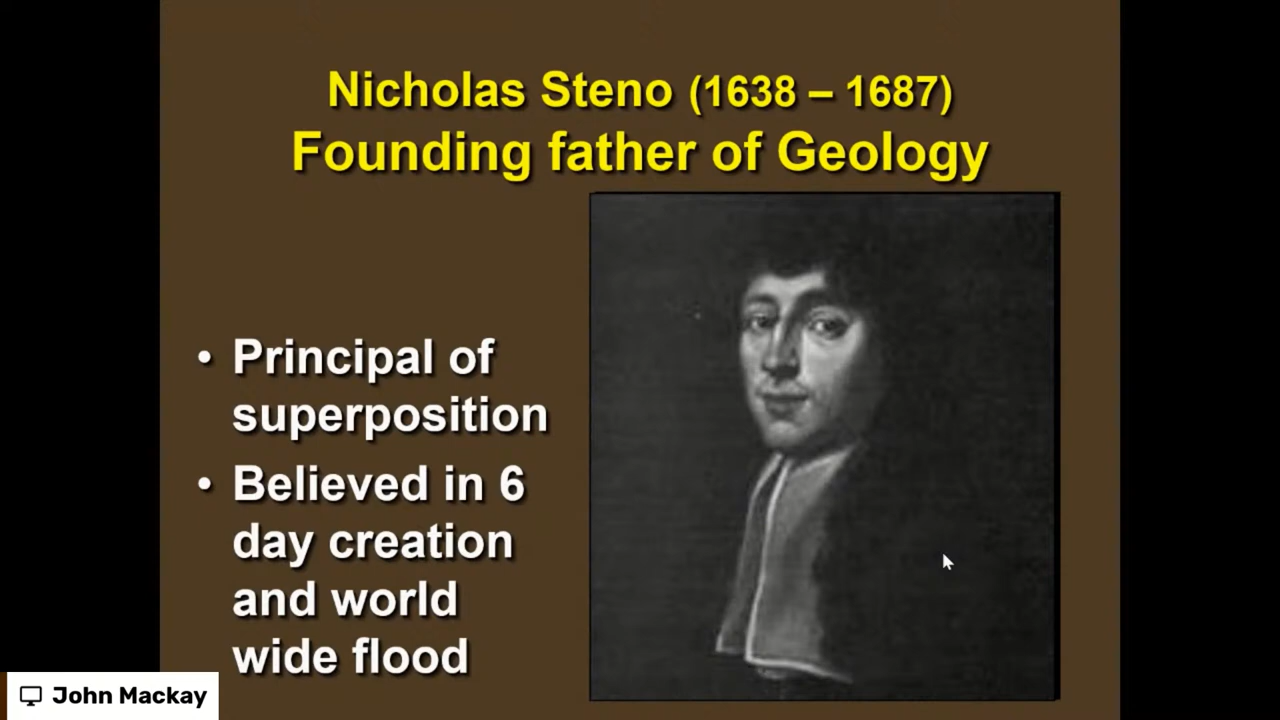 Nicholas Steno (1638 – 1687)
Founding father of Geology
• Principal of
superposition
• Believed in 6
day creation
and world
wide flood
John Mackay